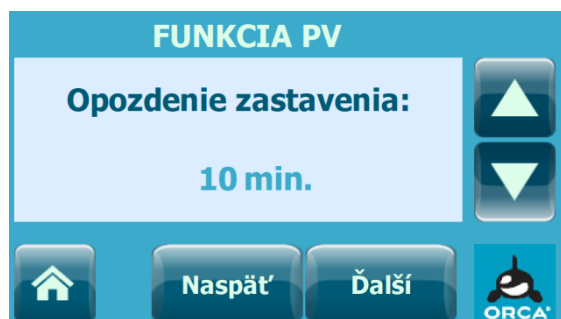 FUNKCIA PV
Opozdenie zastavenia:
10 min.
Naspäť
Ďalší
ORCA